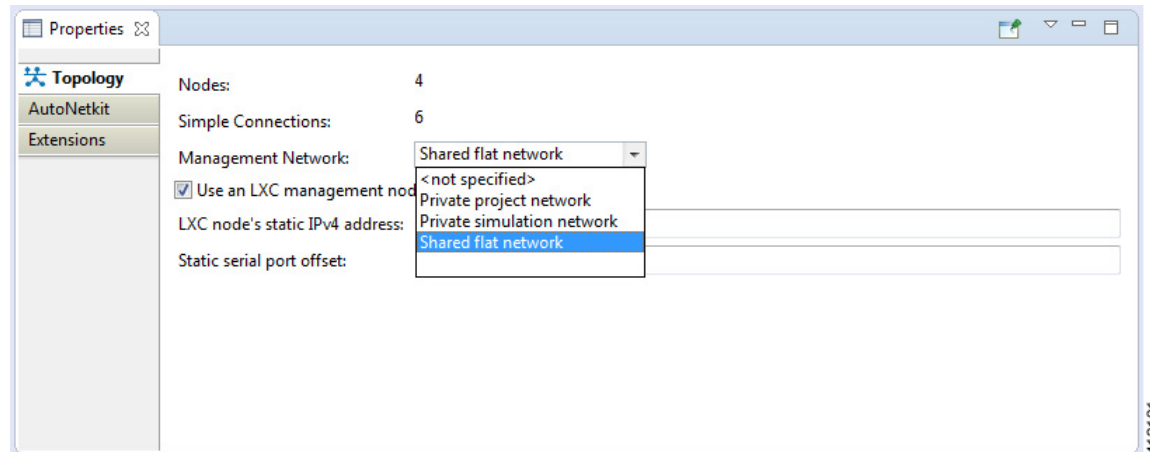 Properties
Topology
AutoNetkit
Extensions
Nodes: 4
Simple Connections: 6
Management Network: Shared flat network
<not specified>
Private project network
Private simulation network
Shared flat network
Use an LXC management nod
LXC node's static IPv4 address:
Static serial port offset: